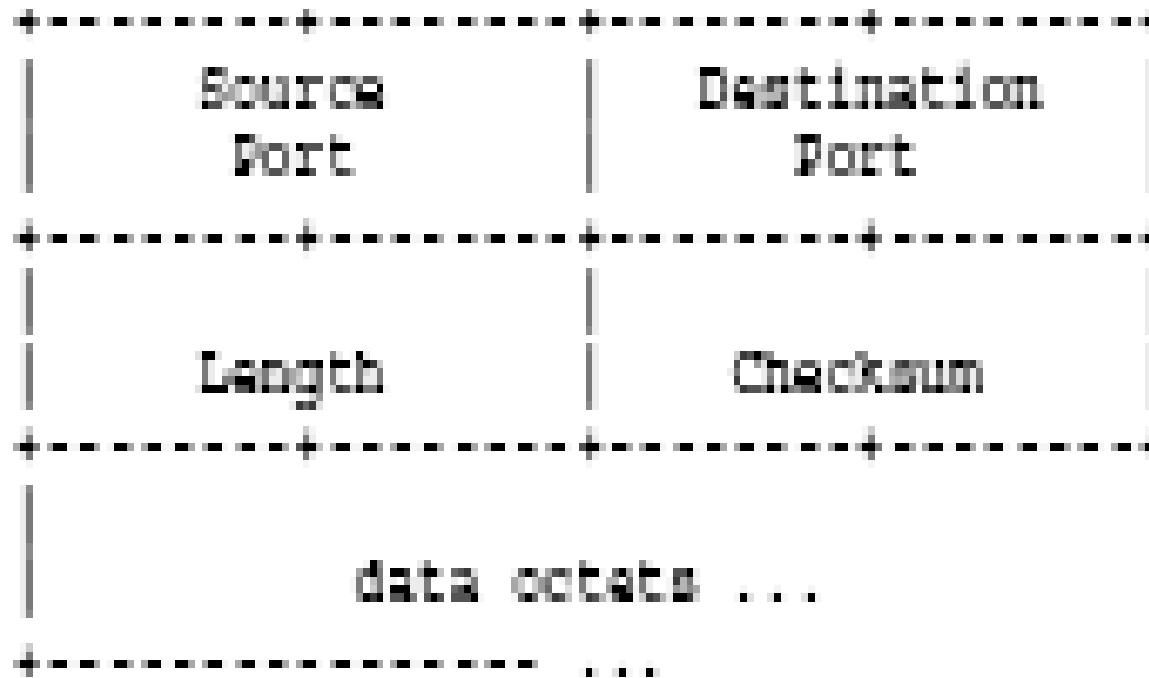 Source Destination
Port Port
Length Checksum
data octets ...
...